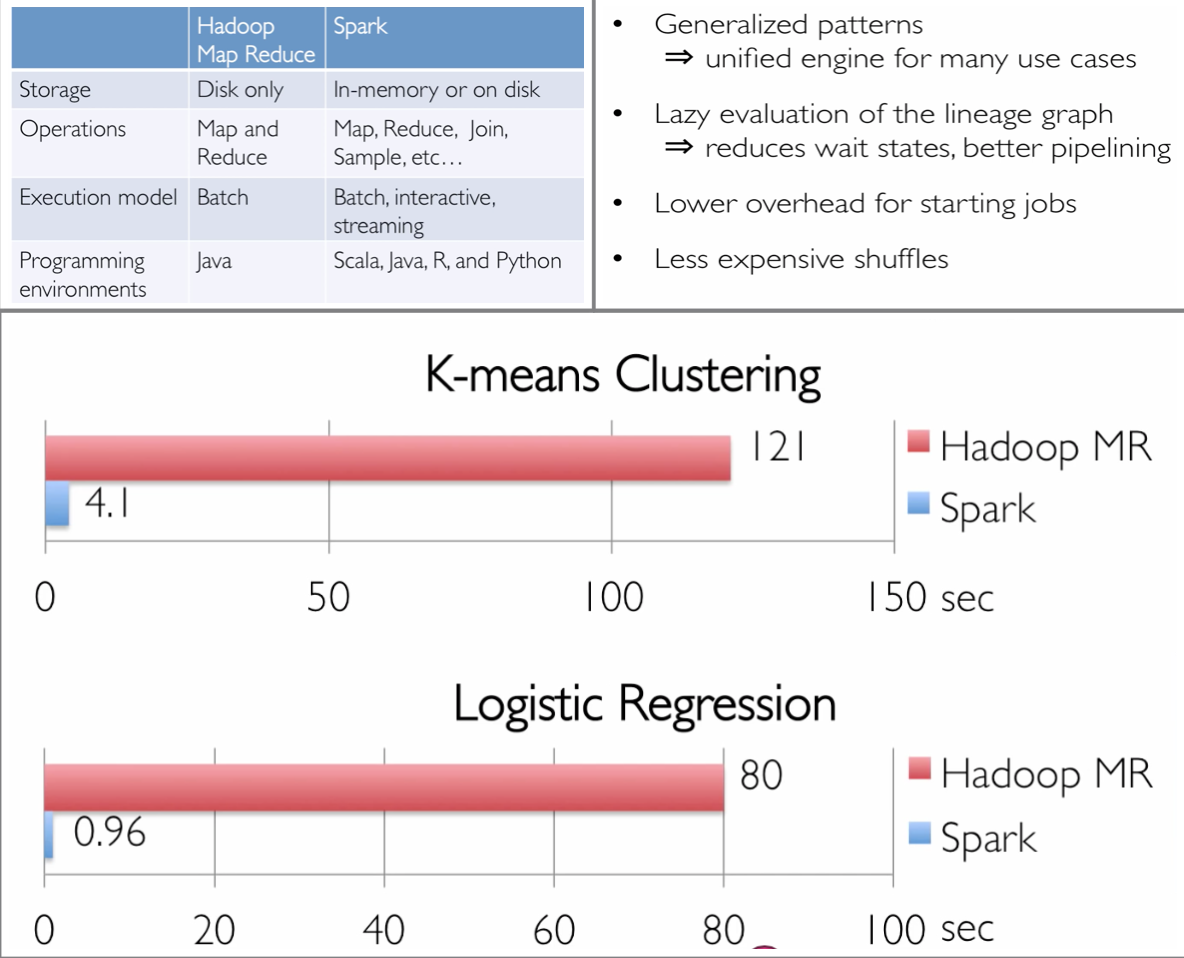 Hadoop Map Reduce
Spark
Storage
Disk only
In-memory or on disk
Operations
Map and Reduce
Map, Reduce, Join, Sample, etc…
Execution model
Batch
Batch, interactive, streaming
Programming environments
Java
Scala, Java, R, and Python
• Generalized patterns
⇒ unified engine for many use cases
• Lazy evaluation of the lineage graph
⇒ reduces wait states, better pipelining
• Lower overhead for starting jobs
• Less expensive shuffles
K-means Clustering
121
4.1
Hadoop MR
Spark
0 50 100 150 sec
Logistic Regression
80
0.96
Hadoop MR
Spark
0 20 40 60 80 100 sec